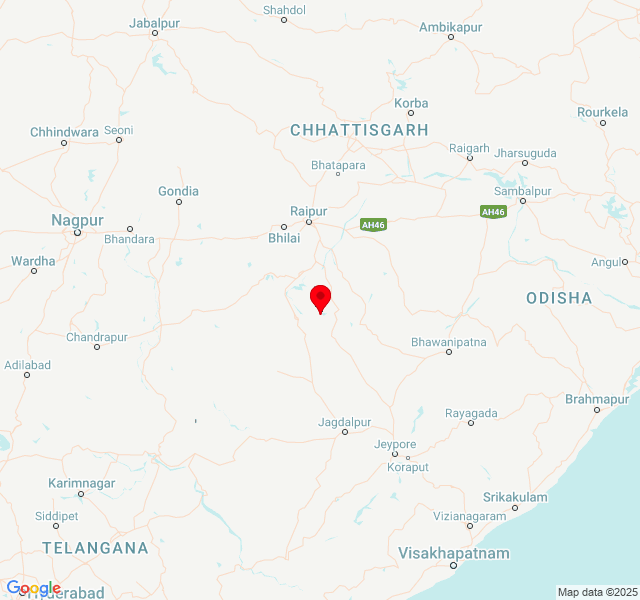 Shahdol
Jabalpur
Ambikapur
Korba
Rourkela
CHHATTISGARH
Chhindwara
Seoni
Raigarh
Jharsuguda
Bhatapara
Gondia
Sambalpur
Raipur
AH46
Nagpur
AH46
Bhandara
Bhilai
Wardha
Angul
ODISHA
Chandrapur
Bhawanipatna
Adilabad
Brahmapur
Rayagada
Jagdalpur
Jeypore
Koraput
Karimnagar
Srikakulam
Siddipet
Vizianagaram
TELANGANA
Visakhapatnam
Google
Hyderabad
Map data ©2025